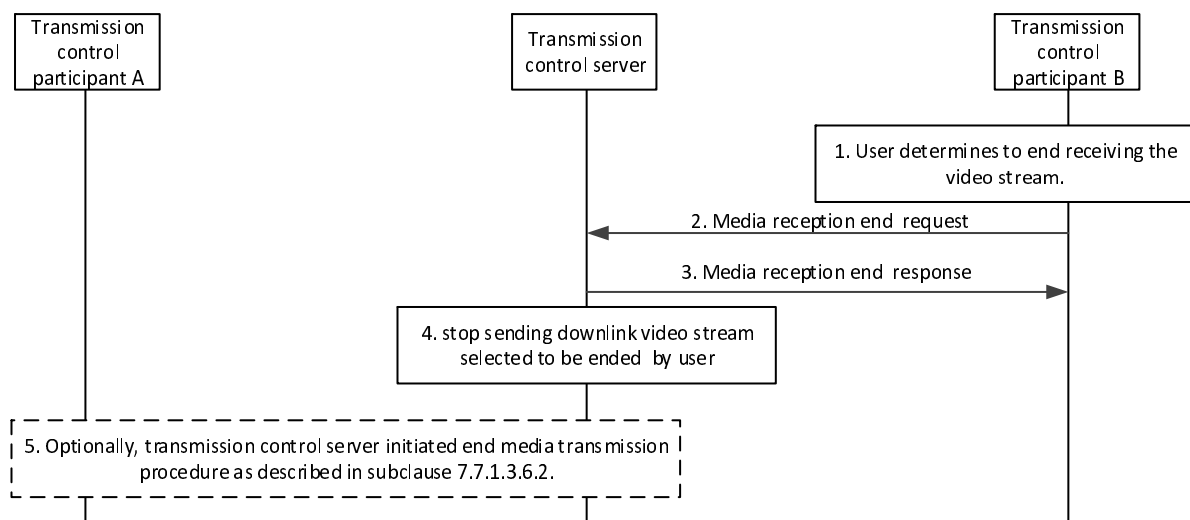 Transmission
control
participant A
Transmission
control server
Transmission
control
participant B
1. User determines to end receiving the
video stream.
2. Media reception end request
3. Media reception end response
4. stop sending downlink video stream
selected to be ended by user
5. Optionally, transmission control server initiated end media transmission
procedure as described in subclause 7.7.1.3.6.2.